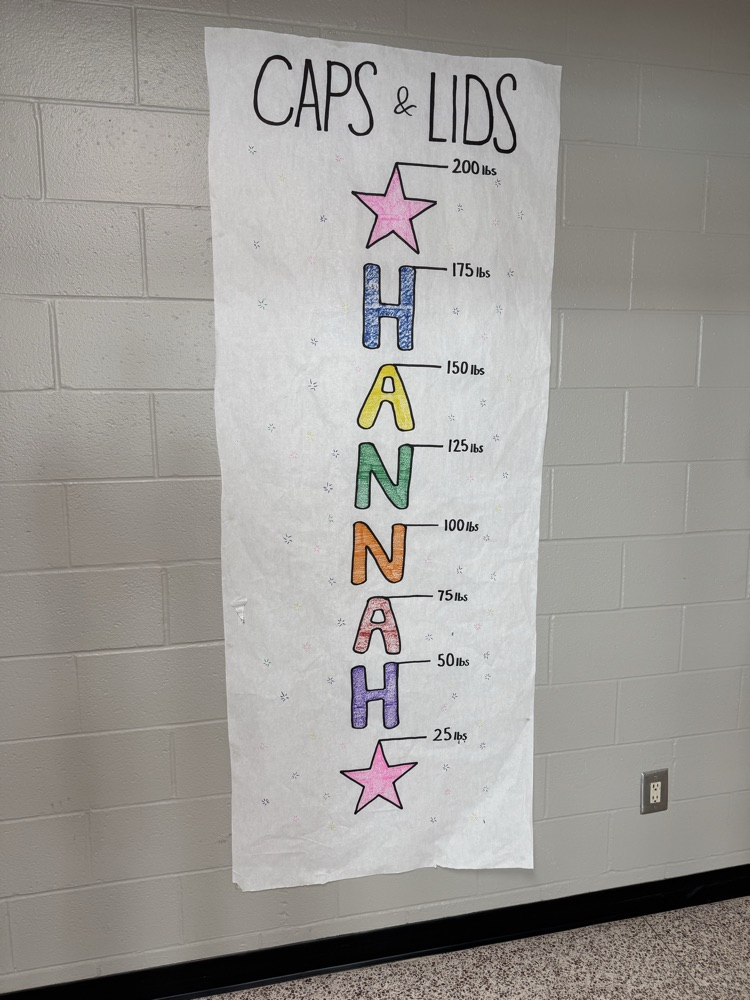 CAPS & LIDS
200 lbs
H 175 lbs
A 150 lbs
N 125 lbs
N 100 lbs
A 75 lbs
H 50 lbs
25 lbs